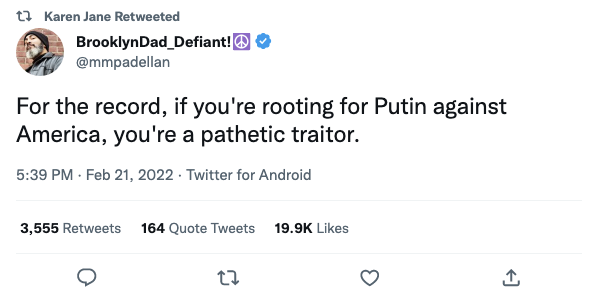 Karen Jane Retweeted
BrooklynDad_Defiant!☮️
@mmpadellan
For the record, if you're rooting for Putin against
America, you're a pathetic traitor.
5:39 PM · Feb 21, 2022 · Twitter for Android
3,555 Retweets 164 Quote Tweets 19.9K Likes